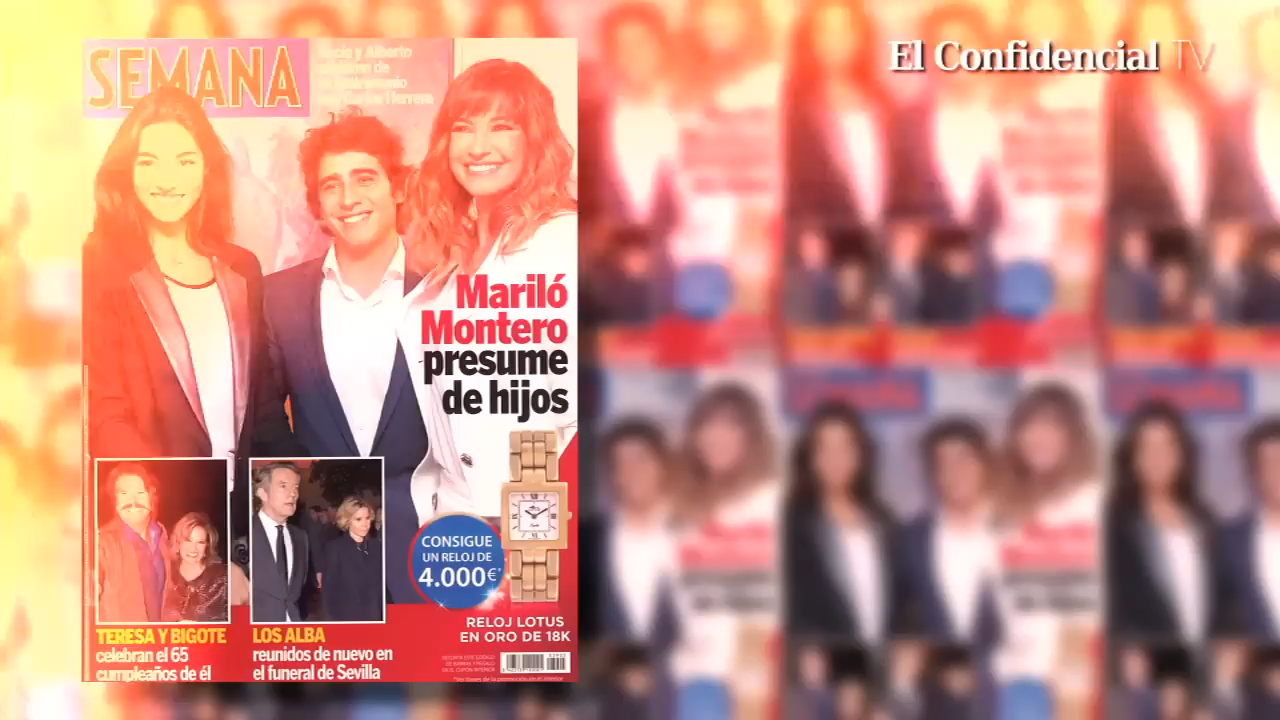 SEMANA
Rocío y Alberto
El Confidencial TV
Mariló
Montero
presume
de hijos
CONSIGUE
UN RELOJ DE
4.000€*
RELOJ LOTUS
EN ORO DE 18K
TERESA Y BIGOTE
celebran el 65
cumpleaños de él
LOS ALBA
reunidos de nuevo en
el funeral de Sevilla